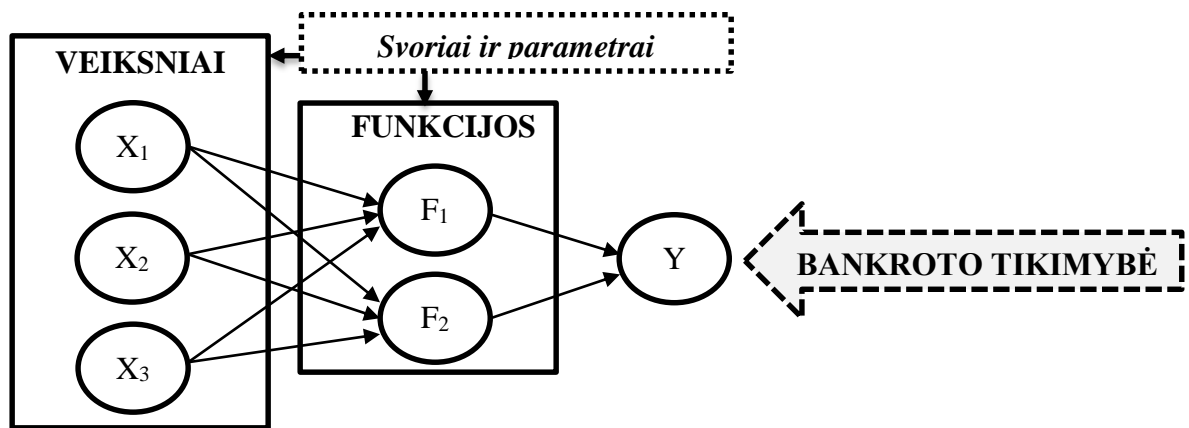 Svoriai ir parametrai
VEIKSNIAI
FUNKCIJOS
X₁
F₁
X₂
Y
BANKROTO TIKIMYBĖ
F₂
X₃